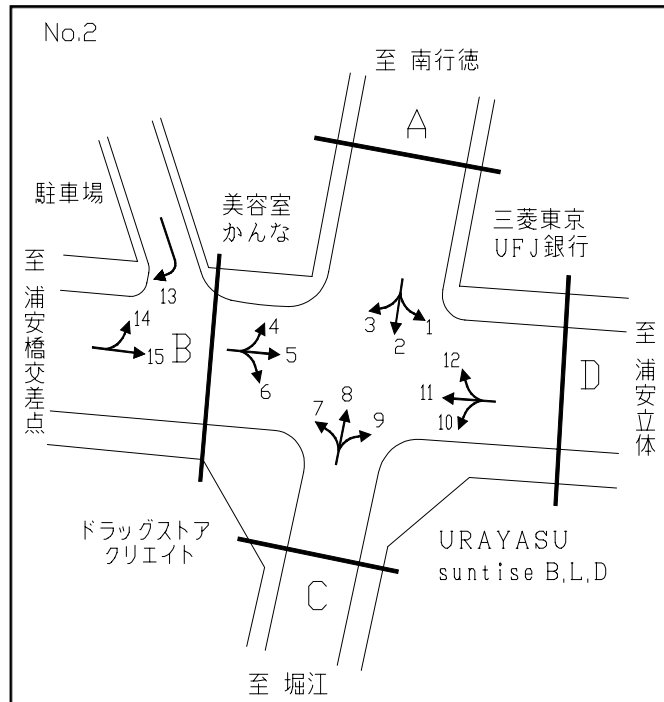 No.2
至 南行徳
A
駐車場
美容室
かんな
三菱東京
UFJ銀行
至 浦安橋交差点
13
14
15
B
4
5
6
3
2
1
12
11
10
D
至 浦安立体
7
8
9
ドラッグストア
クリエイト
URAYASU
suntise B,L,D
C
至 堀江